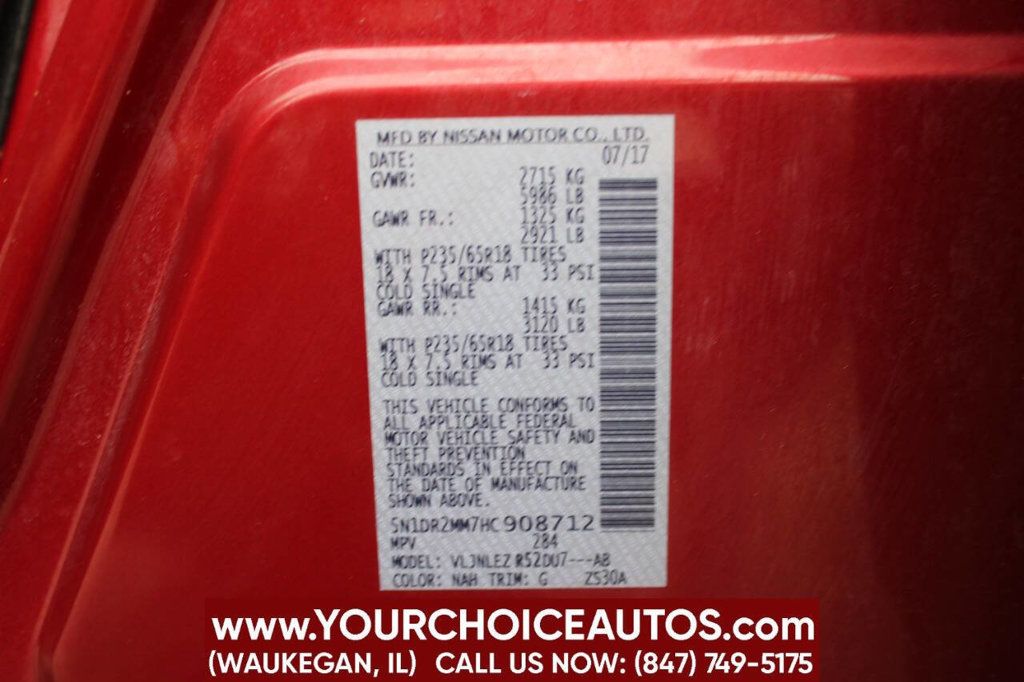 MFD BY NISSAN MOTOR CO., LTD.
DATE: 07/17
GVWR: 2715 KG
5986 LB
GAWR FR.: 1325 KG
2921 LB
WITH P235/65R18 TIRES
18 X 7.5 RIMS AT 33 PSI
COLD SINGLE
GAWR RR.: 1415 KG
3120 LB
WITH P235/65R18 TIRES
18 X 7.5 RIMS AT 33 PSI
COLD SINGLE
THIS VEHICLE CONFORMS TO
ALL APPLICABLE FEDERAL
MOTOR VEHICLE SAFETY AND
THEFT PREVENTION
STANDARDS IN EFFECT ON
THE DATE OF MANUFACTURE
SHOWN ABOVE.
5N1DR2MM7HC908712
MPV 284
MODEL: VLJNLEZ R52DU7---AB
COLOR: NAH TRIM: G ZS30A
www.YOURCHOICEAUTOS.com
(WAUKEGAN, IL) CALL US NOW: (847) 749-5175